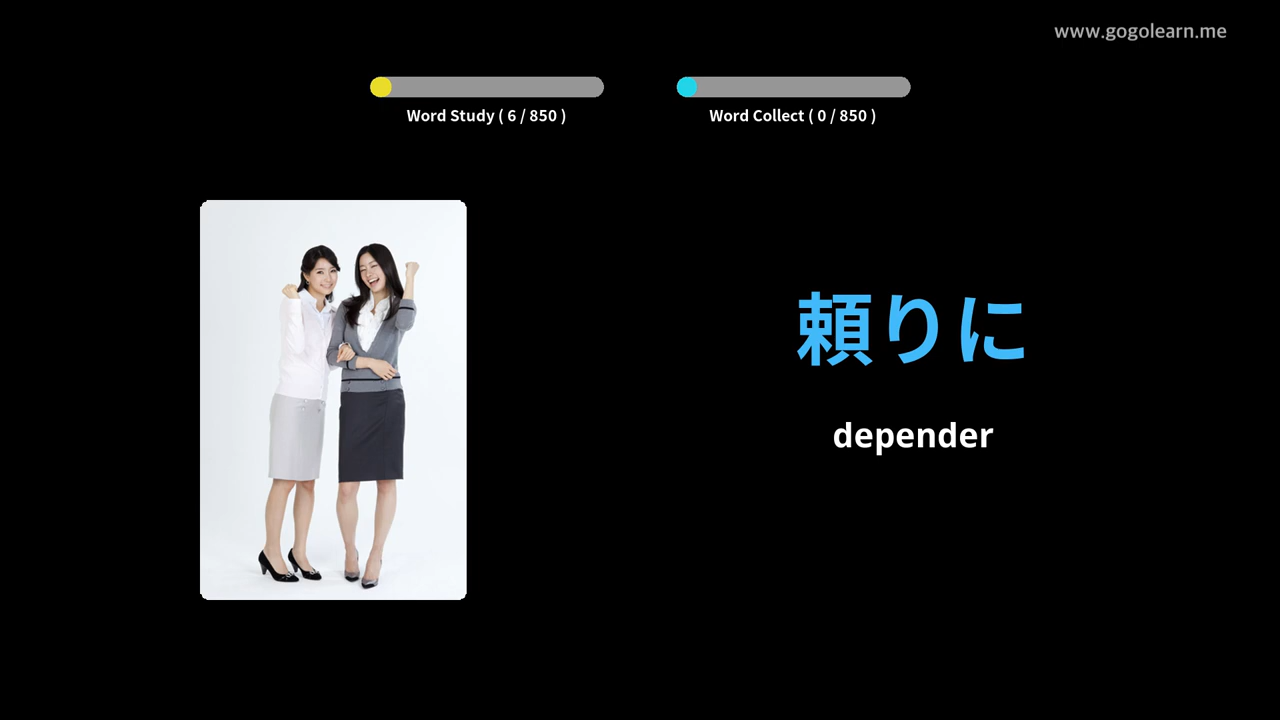 www.gogolearn.me
Word Study ( 6 / 850 )
Word Collect ( 0 / 850 )
頼りに
depender